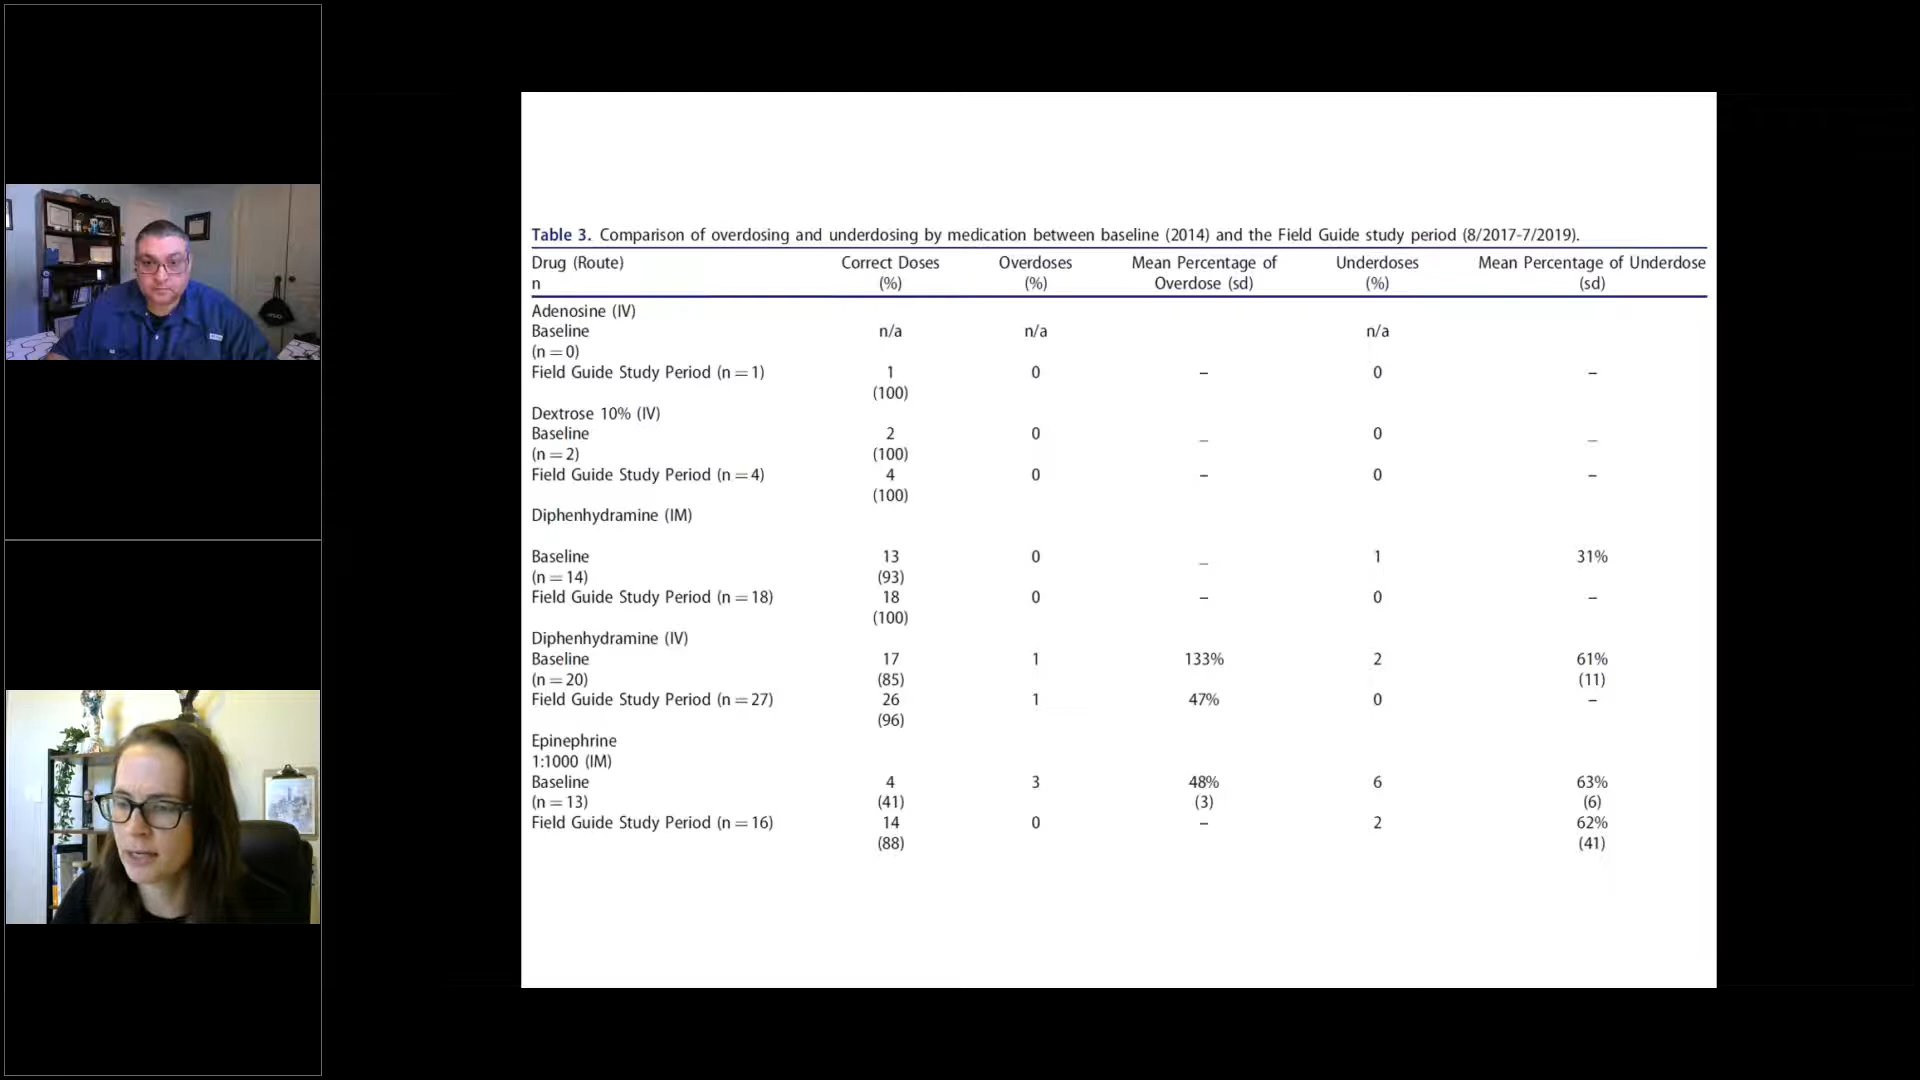 Table 3. Comparison of overdosing and underdosing by medication between baseline (2014) and the Field Guide study period (8/2017-7/2019).
Drug (Route) Correct Doses Overdoses Mean Percentage of Underdoses Mean Percentage of Underdose
n (%) (%) Overdose (sd) (%) (sd)
Adenosine (IV)
Baseline n/a n/a n/a
(n = 0)
Field Guide Study Period (n = 1) 1 0 – 0 –
(100)
Dextrose 10% (IV)
Baseline 2 0 _ 0 _
(n = 2) (100)
Field Guide Study Period (n = 4) 4 0 – 0 –
(100)
Diphenhydramine (IM)
Baseline 13 0 _ 1 31%
(n = 14) (93)
Field Guide Study Period (n = 18) 18 0 – 0 –
(100)
Diphenhydramine (IV)
Baseline 17 1 133% 2 61%
(n = 20) (85) (11)
Field Guide Study Period (n = 27) 26 1 47% 0 –
(96)
Epinephrine
1:1000 (IM)
Baseline 4 3 48% 6 63%
(n = 13) (41) (3) (6)
Field Guide Study Period (n = 16) 14 0 – 2 62%
(88) (41)